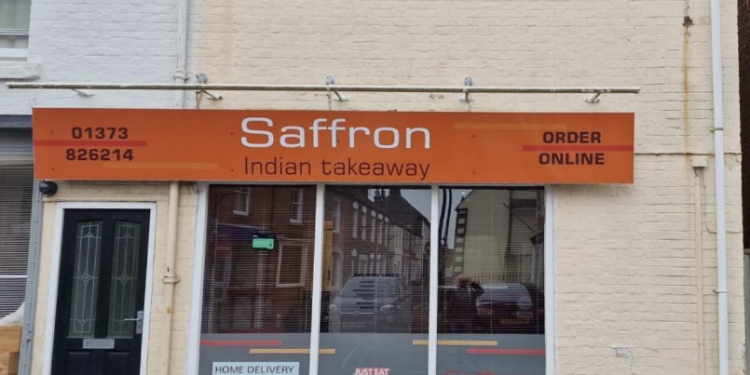 01373
826214
Saffron
Indian takeaway
ORDER
ONLINE
HOME DELIVERY
JUST EAT